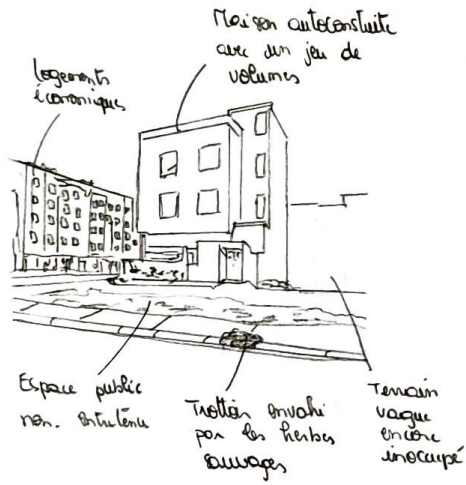 Maison autoconstruite
avec un jeu de
volumes
Logements
économiques
Espace public
non. entretenu
Trottoir envahi
par les herbes
sauvages
Terrain
vague
encore
inoccupé